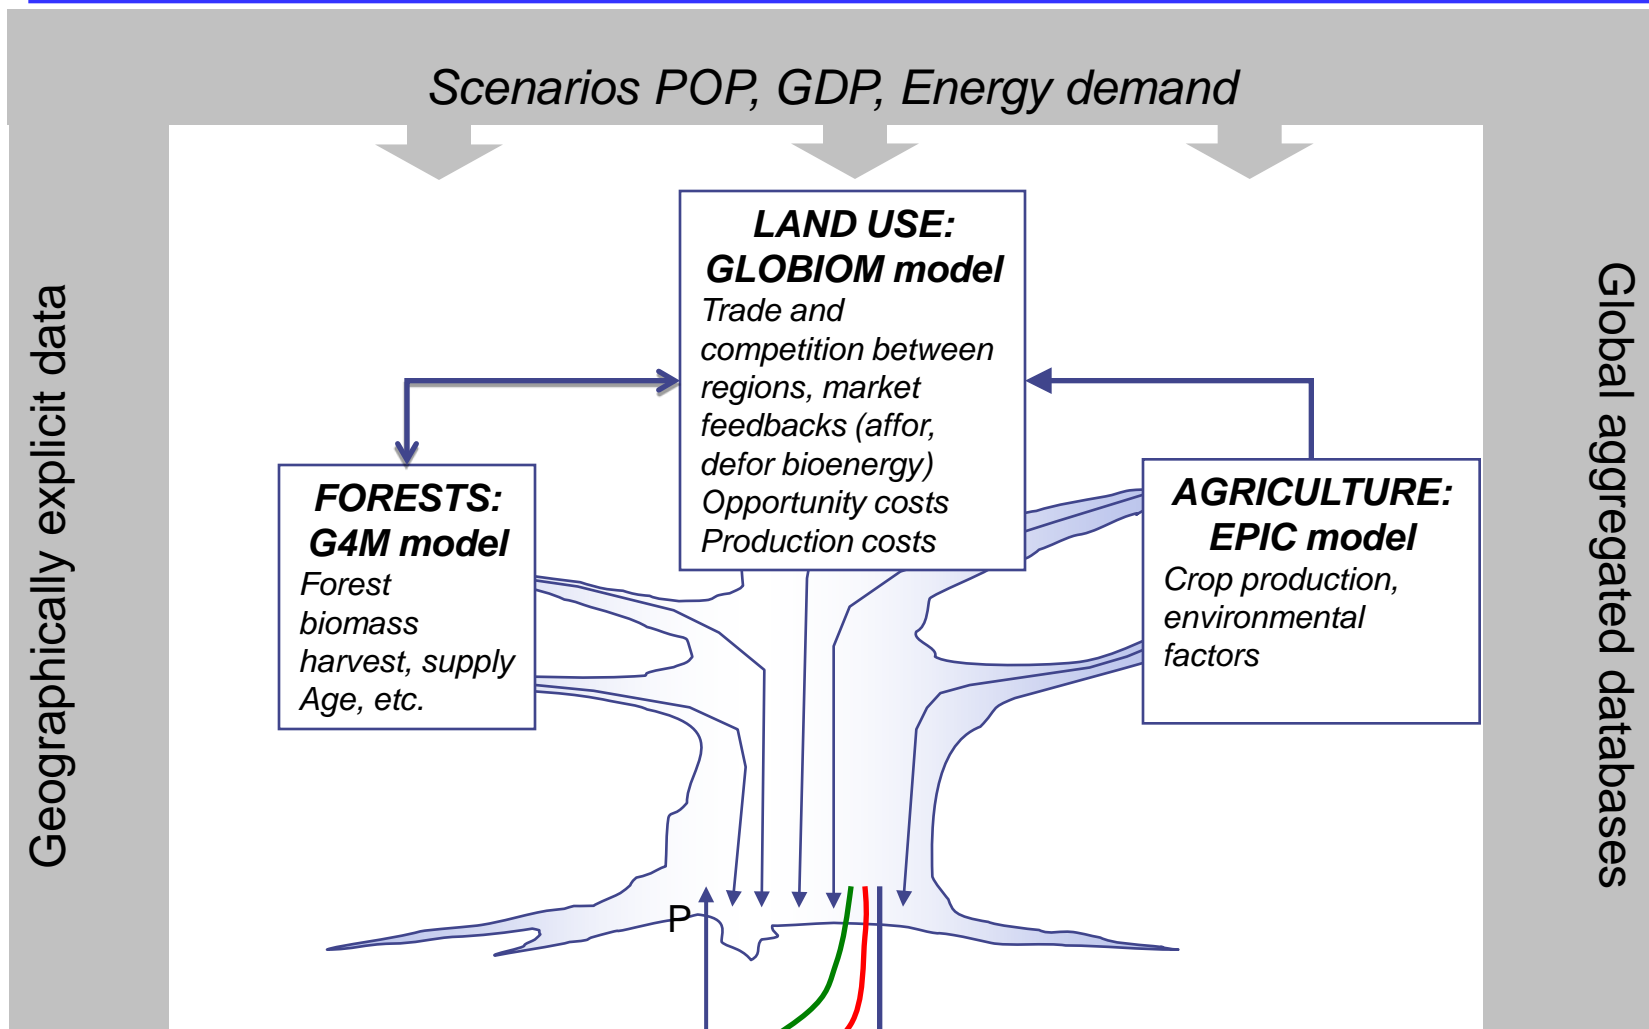 Scenarios POP, GDP, Energy demand
Geographically explicit data
LAND USE:
GLOBIOM model
Trade and
competition between
regions, market
feedbacks (affor,
defor bioenergy)
Opportunity costs
Production costs
FORESTS:
G4M model
Forest
biomass
harvest, supply
Age, etc.
AGRICULTURE:
EPIC model
Crop production,
environmental
factors
Global aggregated databases
P